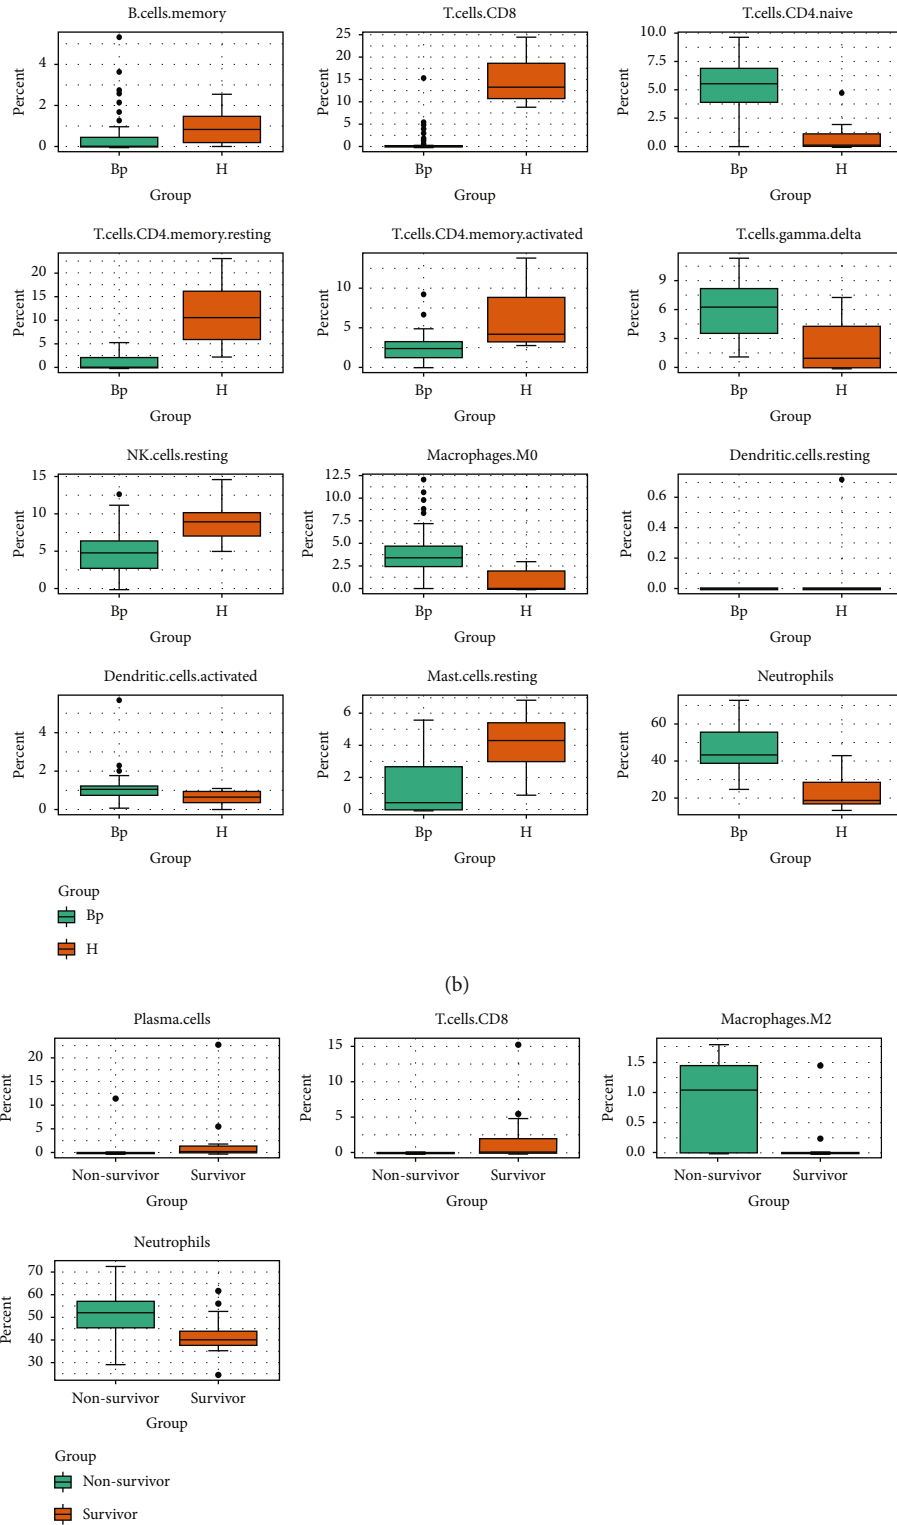 B.cells.memory
Percent
4
2
0
Bp H
Group
T.cells.CD8
Percent
25
20
15
10
5
0
Bp H
Group
T.cells.CD4.naive
Percent
10.0
5.0
2.5
0.0
Bp H
Group
T.cells.CD4.memory.resting
Percent
20
15
10
5
0
Bp H
Group
T.cells.CD4.memory.activated
Percent
10
5
0
Bp H
Group
T.cells.gamma.delta
Percent
9
6
3
0
Bp H
Group
NK.cells.resting
Percent
15
10
5
0
Bp H
Group
Macrophages.M0
Percent
12.5
10.0
7.5
5.0
2.5
0.0
Bp H
Group
Dendritic.cells.resting
Percent
0.6
0.4
0.2
0.0
Bp H
Group
Dendritic.cells.activated
Percent
4
2
0
Bp H
Group
Mast.cells.resting
Percent
6
4
2
0
Bp H
Group
Neutrophils
Percent
60
40
20
Bp H
Group
Group
Bp
H
(b)
Plasma.cells
Percent
20
15
10
5
0
Non-survivor Survivor
Group
T.cells.CD8
Percent
15
10
5
0
Non-survivor Survivor
Group
Macrophages.M2
Percent
1.5
1.0
0.5
0.0
Non-survivor Survivor
Group
Neutrophils
Percent
70
60
50
40
30
Non-survivor Survivor
Group
Group
Non-survivor
Survivor